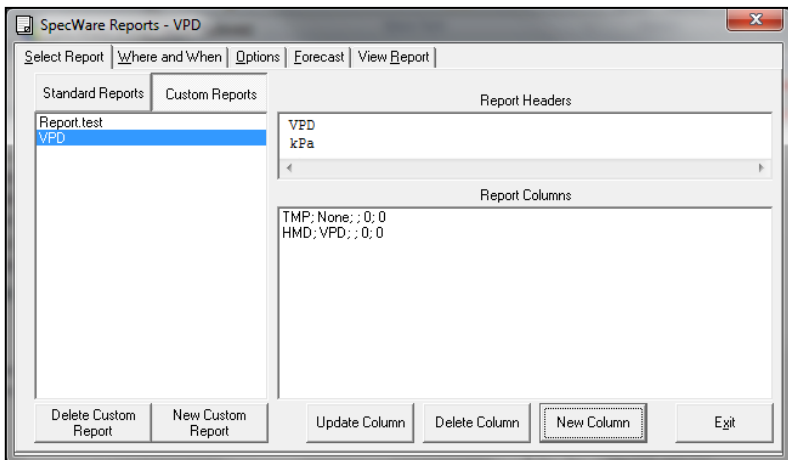 SpecWare Reports - VPD
x
Select Report Where and When Options Forecast View Report
Standard Reports Custom Reports
Report Headers
Report.test
VPD
VPD
kPa
Report Columns
TMP; None; ; 0; 0
HMD; VPD; ; 0; 0
Delete Custom Report
New Custom Report
Update Column
Delete Column
New Column
Exit